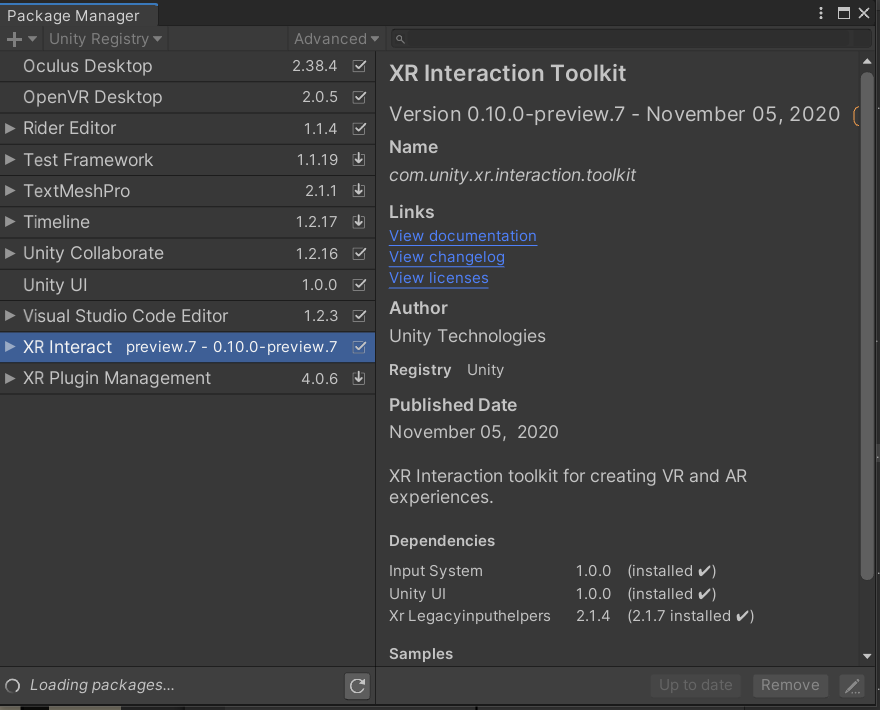 Package Manager
Unity Registry
Advanced
Oculus Desktop 2.38.4
OpenVR Desktop 2.0.5
Rider Editor 1.1.4
Test Framework 1.1.19
TextMeshPro 2.1.1
Timeline 1.2.17
Unity Collaborate 1.2.16
Unity UI 1.0.0
Visual Studio Code Editor 1.2.3
XR Interact preview.7 - 0.10.0-preview.7
XR Plugin Management 4.0.6
Loading packages...
XR Interaction Toolkit
Version 0.10.0-preview.7 - November 05, 2020
Name
com.unity.xr.interaction.toolkit
Links
View documentation
View changelog
View licenses
Author
Unity Technologies
Registry Unity
Published Date
November 05, 2020
XR Interaction toolkit for creating VR and AR
experiences.
Dependencies
Input System 1.0.0 (installed ✔)
Unity UI 1.0.0 (installed ✔)
Xr Legacyinputhelpers 2.1.4 (2.1.7 installed ✔)
Samples
Up to date
Remove